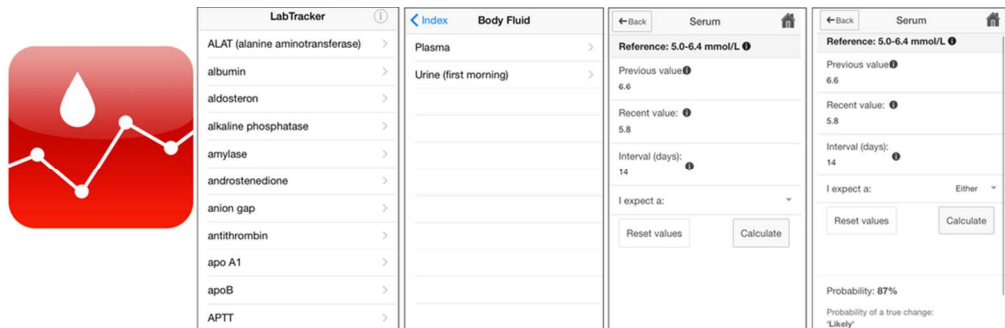 LabTracker
ALAT (alanine aminotransferase)
albumin
aldosteron
alkaline phosphatase
amylase
androstenedione
anion gap
antithrombin
apo A1
apoB
APTT
Index
Body Fluid
Plasma
Urine (first morning)
Back
Serum
Reference: 5.0-6.4 mmol/L
Previous value
6.6
Recent value:
5.8
Interval (days):
14
I expect a:
Reset values
Calculate
Back
Serum
Reference: 5.0-6.4 mmol/L
Previous value
6.6
Recent value:
5.8
Interval (days):
14
I expect a: Either
Reset values
Calculate
Probability: 87%
Probability of a true change:
'Likely'